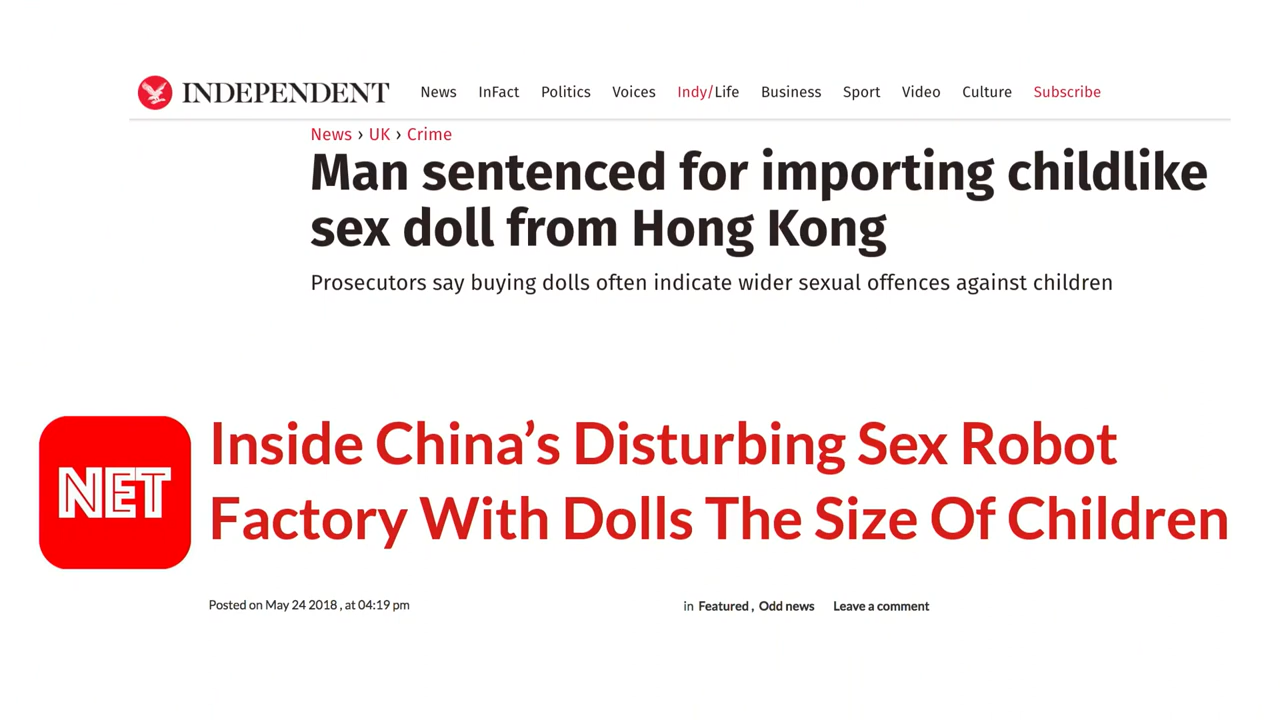 INDEPENDENT News InFact Politics Voices Indy/Life Business Sport Video Culture Subscribe
News › UK › Crime
Man sentenced for importing childlike
sex doll from Hong Kong
Prosecutors say buying dolls often indicate wider sexual offences against children
NET
Inside China’s Disturbing Sex Robot
Factory With Dolls The Size Of Children
Posted on May 24 2018 , at 04:19 pm in Featured , Odd news Leave a comment